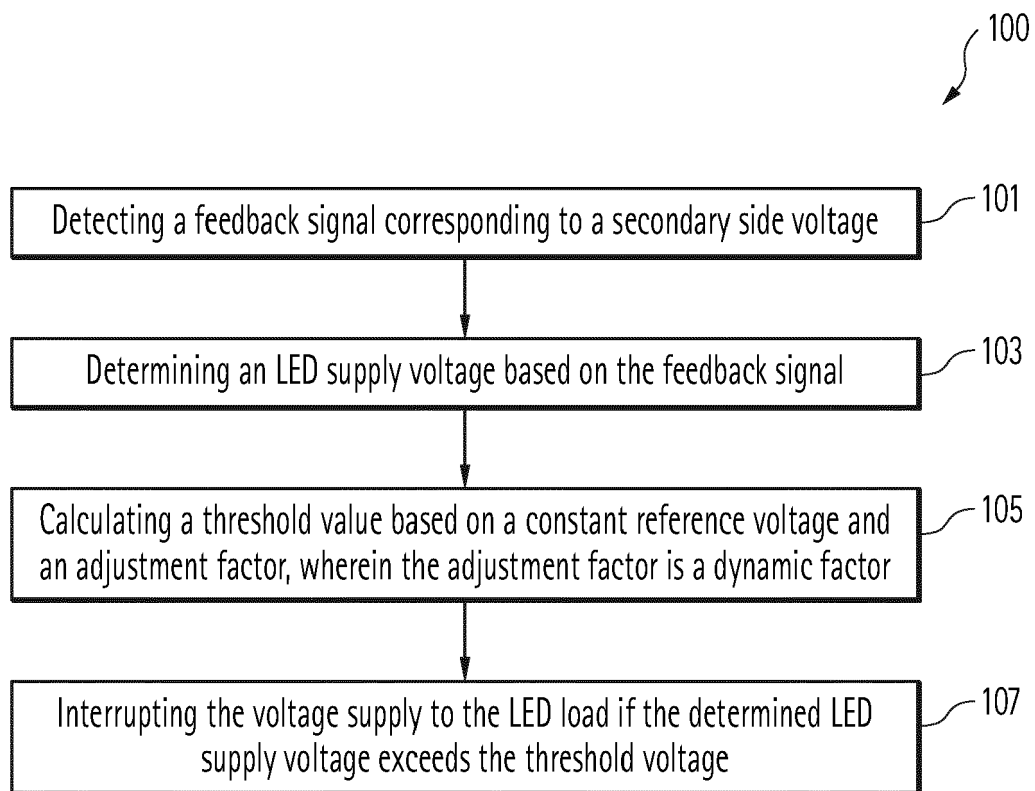 100
Detecting a feedback signal corresponding to a secondary side voltage
101
Determining an LED supply voltage based on the feedback signal
103
Calculating a threshold value based on a constant reference voltage and
an adjustment factor, wherein the adjustment factor is a dynamic factor
105
Interrupting the voltage supply to the LED load if the determined LED
supply voltage exceeds the threshold voltage
107